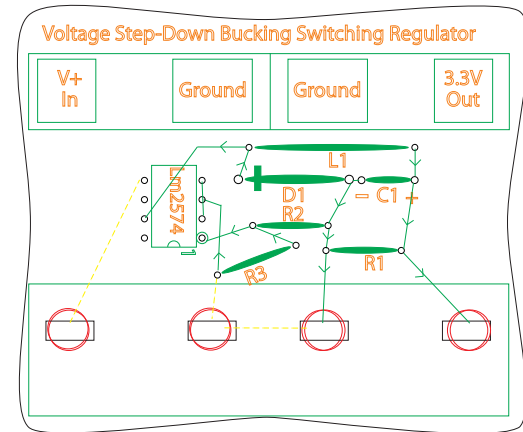 Voltage Step-Down Bucking Switching Regulator
V+
In
Ground
Ground
3.3V
Out
L1
Lm2574
D1
- C1 +
R2
1
R1
R3